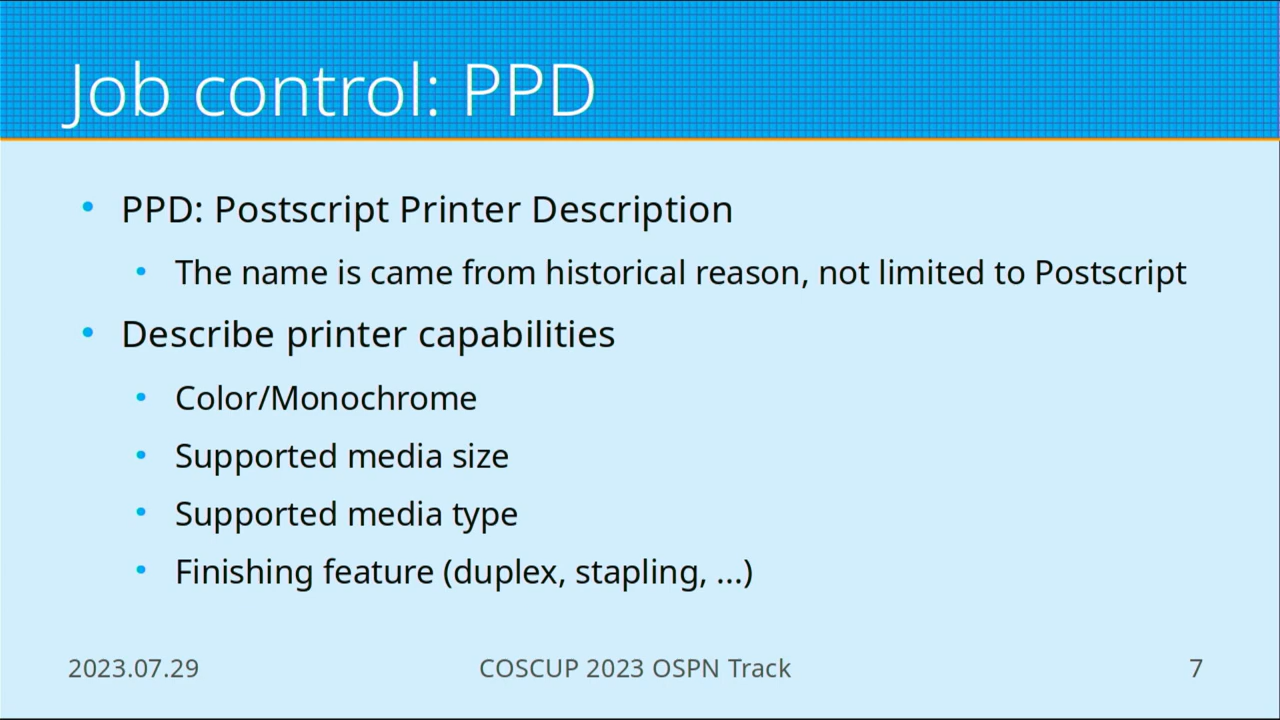 Job control: PPD
• PPD: Postscript Printer Description
• The name is came from historical reason, not limited to Postscript
• Describe printer capabilities
• Color/Monochrome
• Supported media size
• Supported media type
• Finishing feature (duplex, stapling, ...)
2023.07.29
COSCUP 2023 OSPN Track
7